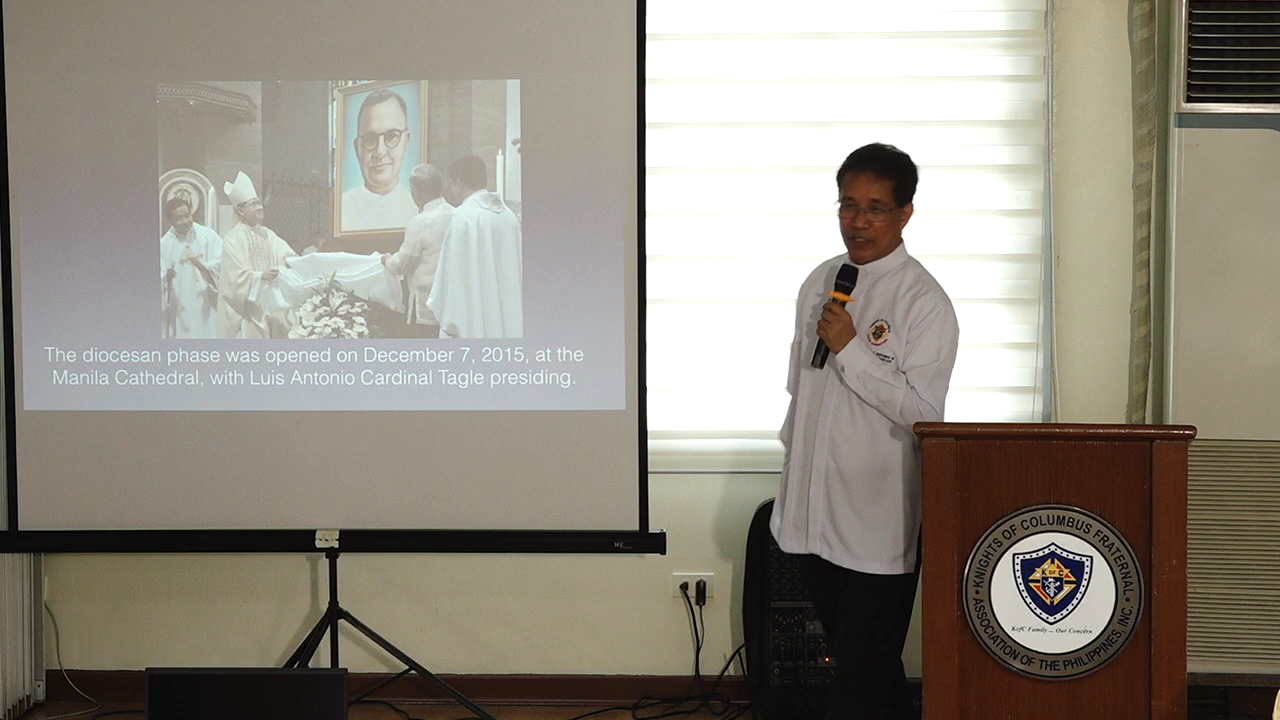 The diocesan phase was opened on December 7, 2015, at the
Manila Cathedral, with Luis Antonio Cardinal Tagle presiding.
KNIGHTS OF COLUMBUS FRATERNAL
K OF C
KofC Family ... Our Concern
ASSOCIATION OF THE PHILIPPINES, INC.